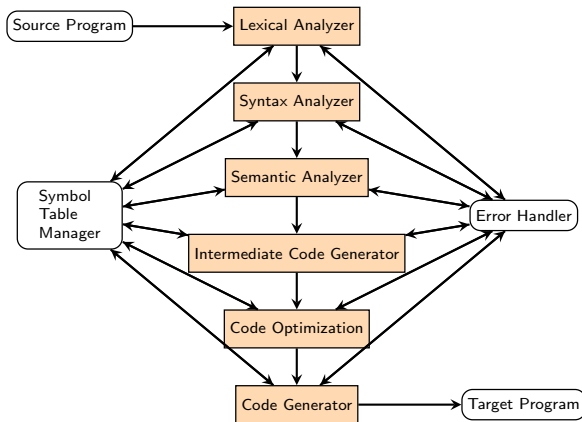 Source Program
Lexical Analyzer
Syntax Analyzer
Semantic Analyzer
Symbol
Table
Manager
Error Handler
Intermediate Code Generator
Code Optimization
Code Generator
Target Program